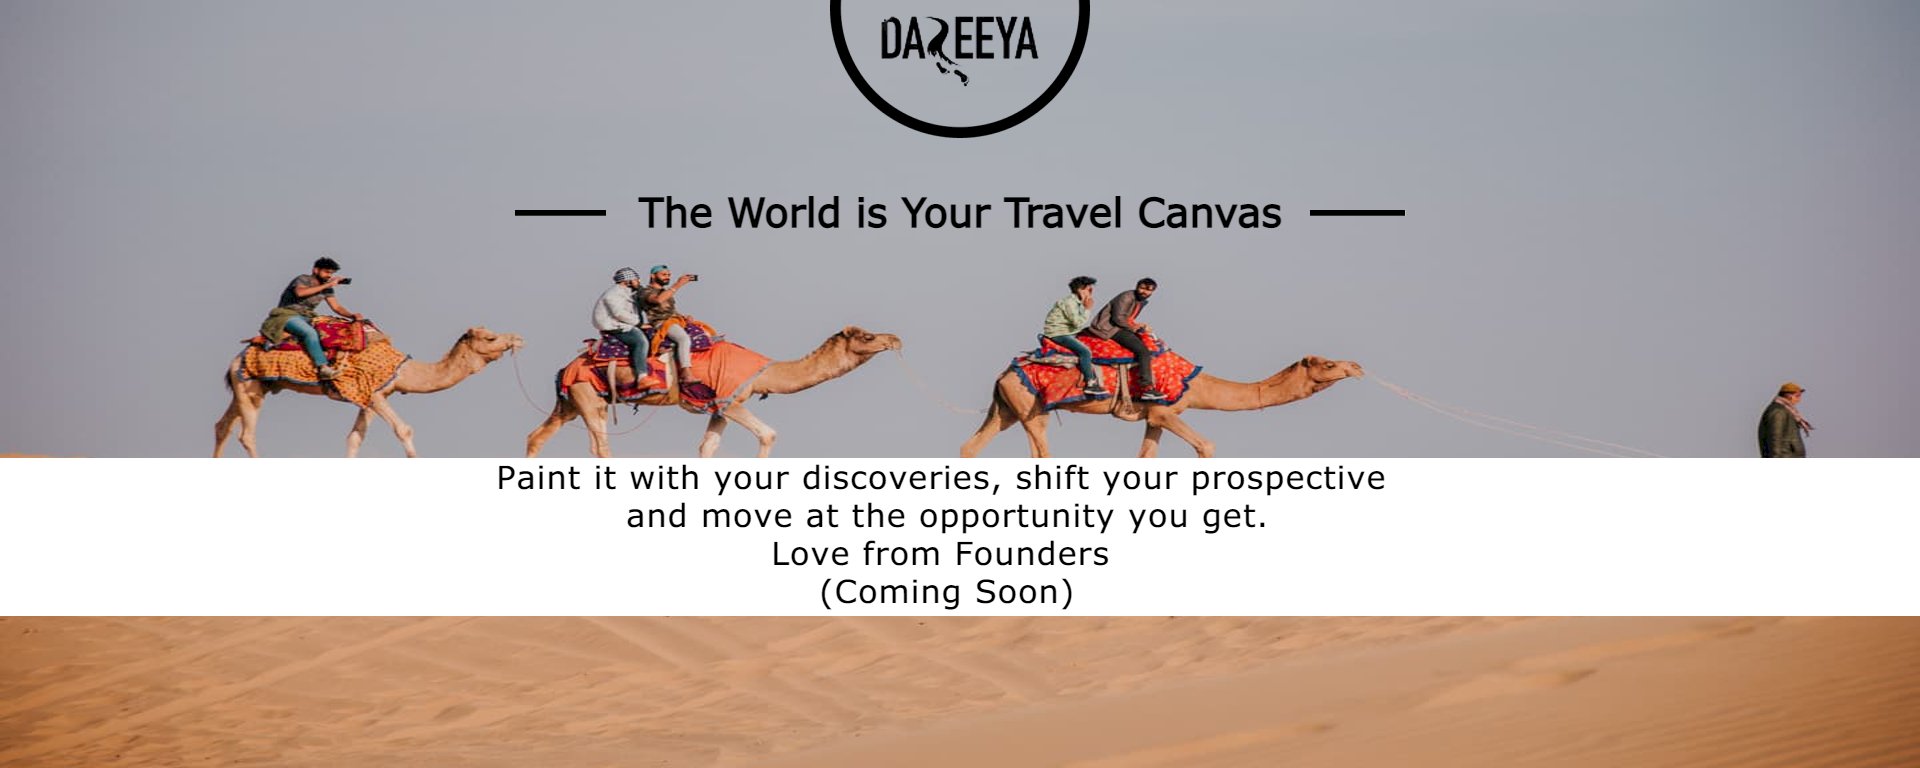 DAREEYA
The World is Your Travel Canvas
Paint it with your discoveries, shift your prospective
and move at the opportunity you get.
Love from Founders
(Coming Soon)